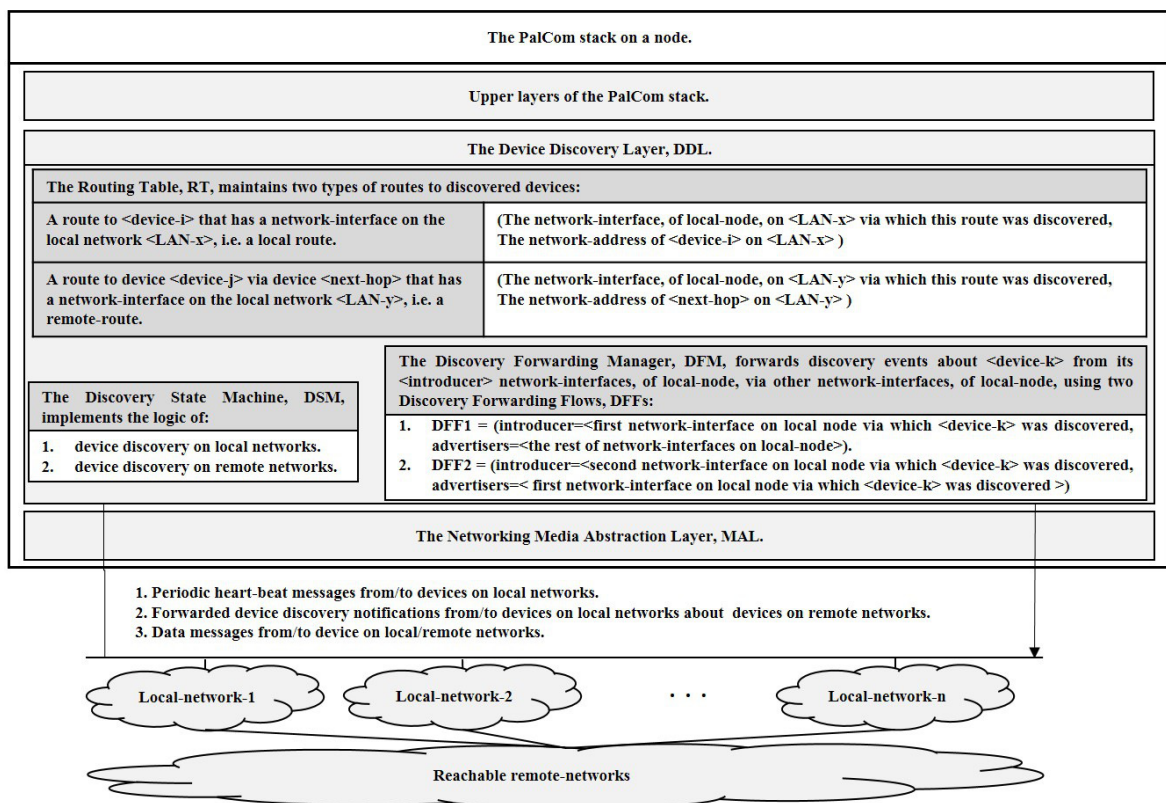 The PalCom stack on a node.
Upper layers of the PalCom stack.
The Device Discovery Layer, DDL.
The Routing Table, RT, maintains two types of routes to discovered devices:
A route to <device-i> that has a network-interface on the
local network <LAN-x>, i.e. a local route.
(The network-interface, of local-node, on <LAN-x> via which this route was discovered,
The network-address of <device-i> on <LAN-x> )
A route to device <device-j> via device <next-hop> that has
a network-interface on the local network <LAN-y>, i.e. a
remote-route.
(The network-interface, of local-node, on <LAN-y> via which this route was discovered,
The network-address of <next-hop> on <LAN-y> )
The Discovery State Machine, DSM,
implements the logic of:
1. device discovery on local networks.
2. device discovery on remote networks.
The Discovery Forwarding Manager, DFM, forwards discovery events about <device-k> from its
<introducer> network-interfaces, of local-node, via other network-interfaces, of local-node, using two
Discovery Forwarding Flows, DFFs:
1. DFF1 = (introducer=<first network-interface on local node via which <device-k> was discovered,
advertisers=<the rest of network-interfaces on local-node>).
2. DFF2 = (introducer=<second network-interface on local node via which <device-k> was discovered,
advertisers=< first network-interface on local node via which <device-k> was discovered >)
The Networking Media Abstraction Layer, MAL.
1. Periodic heart-beat messages from/to devices on local networks.
2. Forwarded device discovery notifications from/to devices on local networks about devices on remote networks.
3. Data messages from/to device on local/remote networks.
Local-network-1
Local-network-2
. . .
Local-network-n
Reachable remote-networks